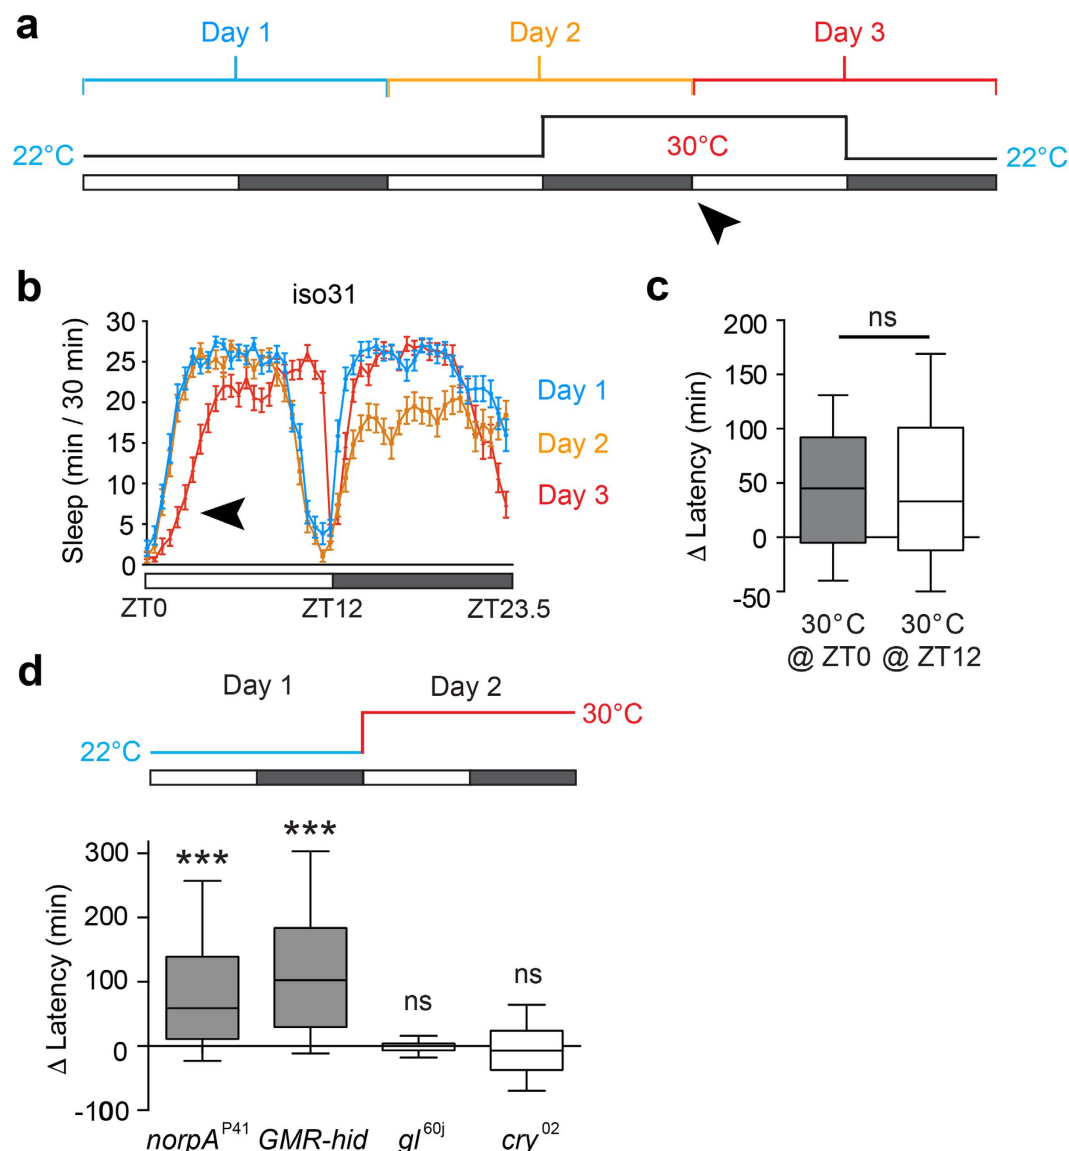 a
Day 1 Day 2 Day 3
22°C 30°C 22°C
b
iso31
Sleep (min / 30 min)
30
25
20
15
10
5
0
ZT0 ZT12 ZT23.5
Day 1
Day 2
Day 3
c
ns
Δ Latency (min)
200
150
100
50
0
-50
30°C 30°C
@ ZT0 @ ZT12
d
Day 1 Day 2
22°C 30°C
Δ Latency (min)
300
200
100
0
-100
*** *** ns ns
norpA^P41 GMR-hid gl^60j cry^02